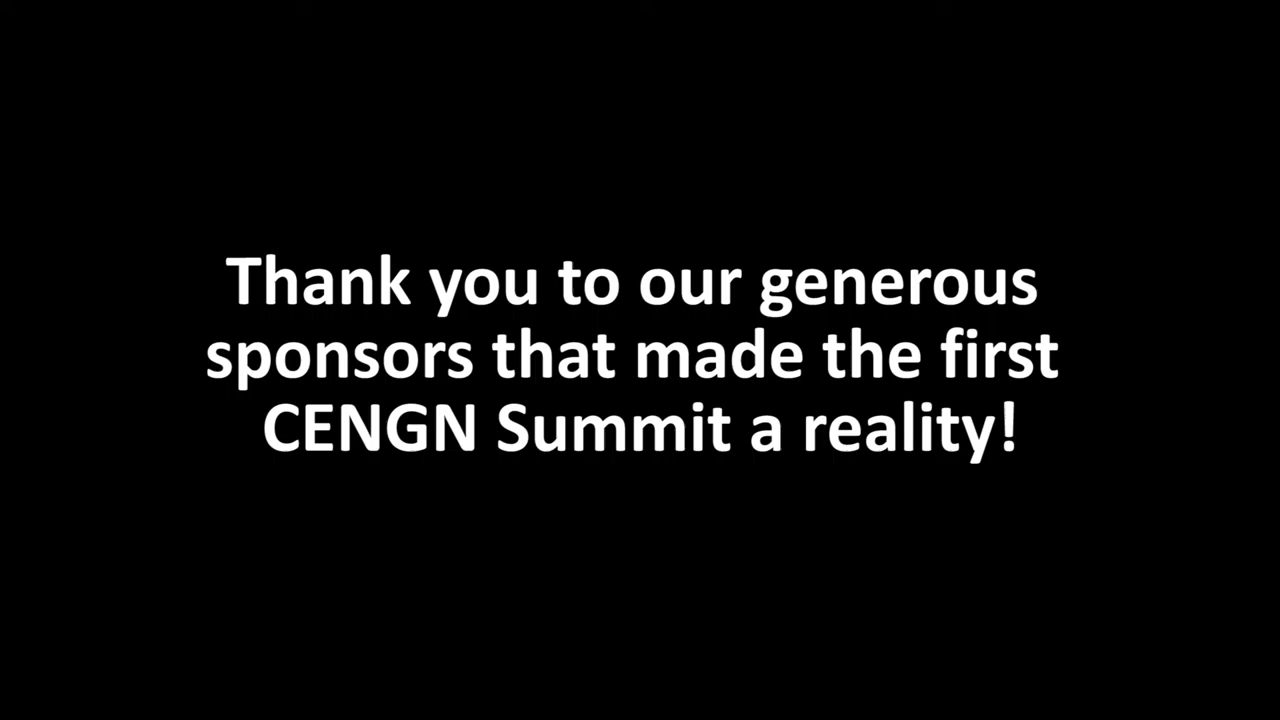 Thank you to our generous
sponsors that made the first
CENGN Summit a reality!